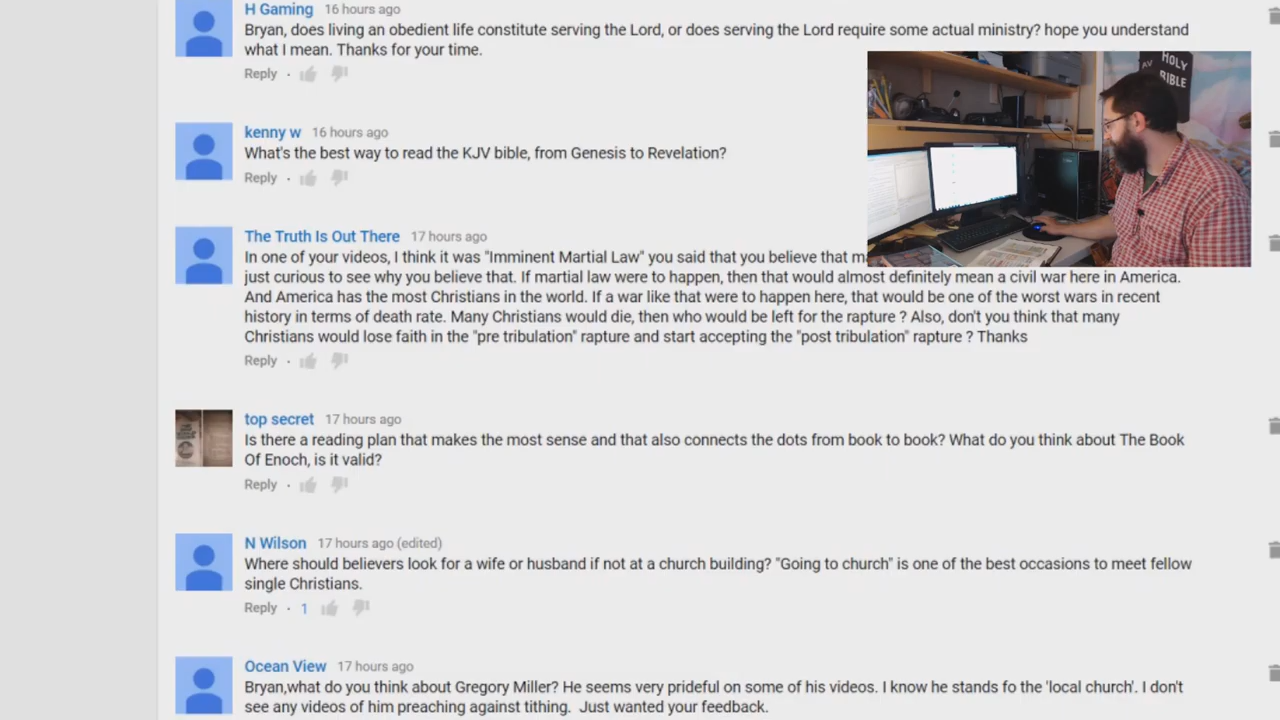 H Gaming 16 hours ago
Bryan, does living an obedient life constitute serving the Lord, or does serving the Lord require some actual ministry? hope you understand
what I mean. Thanks for your time.
Reply ·
AV HOLY
BIBLE
kenny w 16 hours ago
What's the best way to read the KJV bible, from Genesis to Revelation?
Reply ·
The Truth Is Out There 17 hours ago
In one of your videos, I think it was "Imminent Martial Law" you said that you believe that
just curious to see why you believe that. If martial law were to happen, then that would almost definitely mean a civil war here in America.
And America has the most Christians in the world. If a war like that were to happen here, that would be one of the worst wars in recent
history in terms of death rate. Many Christians would die, then who would be left for the rapture ? Also, don't you think that many
Christians would lose faith in the "pre tribulation" rapture and start accepting the "post tribulation" rapture ? Thanks
Reply ·
top secret 17 hours ago
Is there a reading plan that makes the most sense and that also connects the dots from book to book? What do you think about The Book
Of Enoch, is it valid?
Reply ·
N Wilson 17 hours ago (edited)
Where should believers look for a wife or husband if not at a church building? "Going to church" is one of the best occasions to meet fellow
single Christians.
Reply · 1
Ocean View 17 hours ago
Bryan,what do you think about Gregory Miller? He seems very prideful on some of his videos. I know he stands fo the 'local church'. I don't
see any videos of him preaching against tithing. Just wanted your feedback.